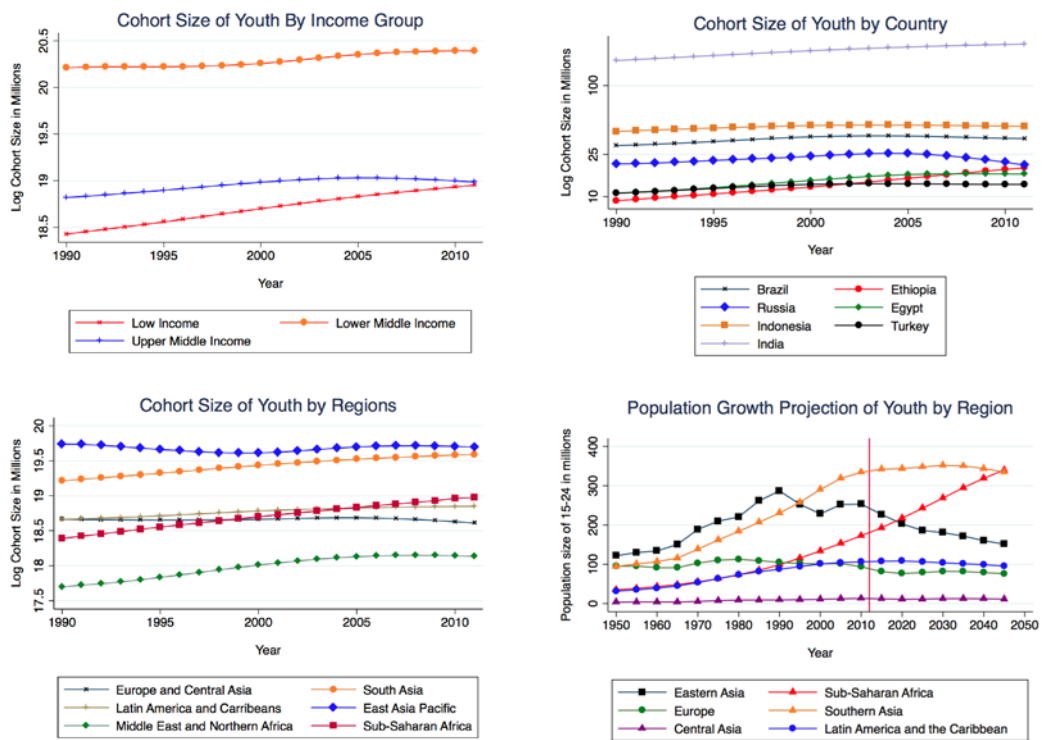 Cohort Size of Youth By Income Group
Log Cohort Size in Millions
20.5
20
19.5
19
18.5
1990 1995 2000 2005 2010
Year
Low Income Lower Middle Income
Upper Middle Income
Cohort Size of Youth by Country
Log Cohort Size in Millions
100
25
10
1990 1995 2000 2005 2010
Year
Brazil Ethiopia
Russia Egypt
Indonesia Turkey
India
Cohort Size of Youth by Regions
Log Cohort Size in Millions
20
19.5
19
18.5
18
17.5
1990 1995 2000 2005 2010
Year
Europe and Central Asia South Asia
Latin America and Carribeans East Asia Pacific
Middle East and Northern Africa Sub-Saharan Africa
Population Growth Projection of Youth by Region
Population size of 15-24 in millions
400
300
200
100
0
1950 1960 1970 1980 1990 2000 2010 2020 2030 2040 2050
Year
Eastern Asia Sub-Saharan Africa
Europe Southern Asia
Central Asia Latin America and the Caribbean